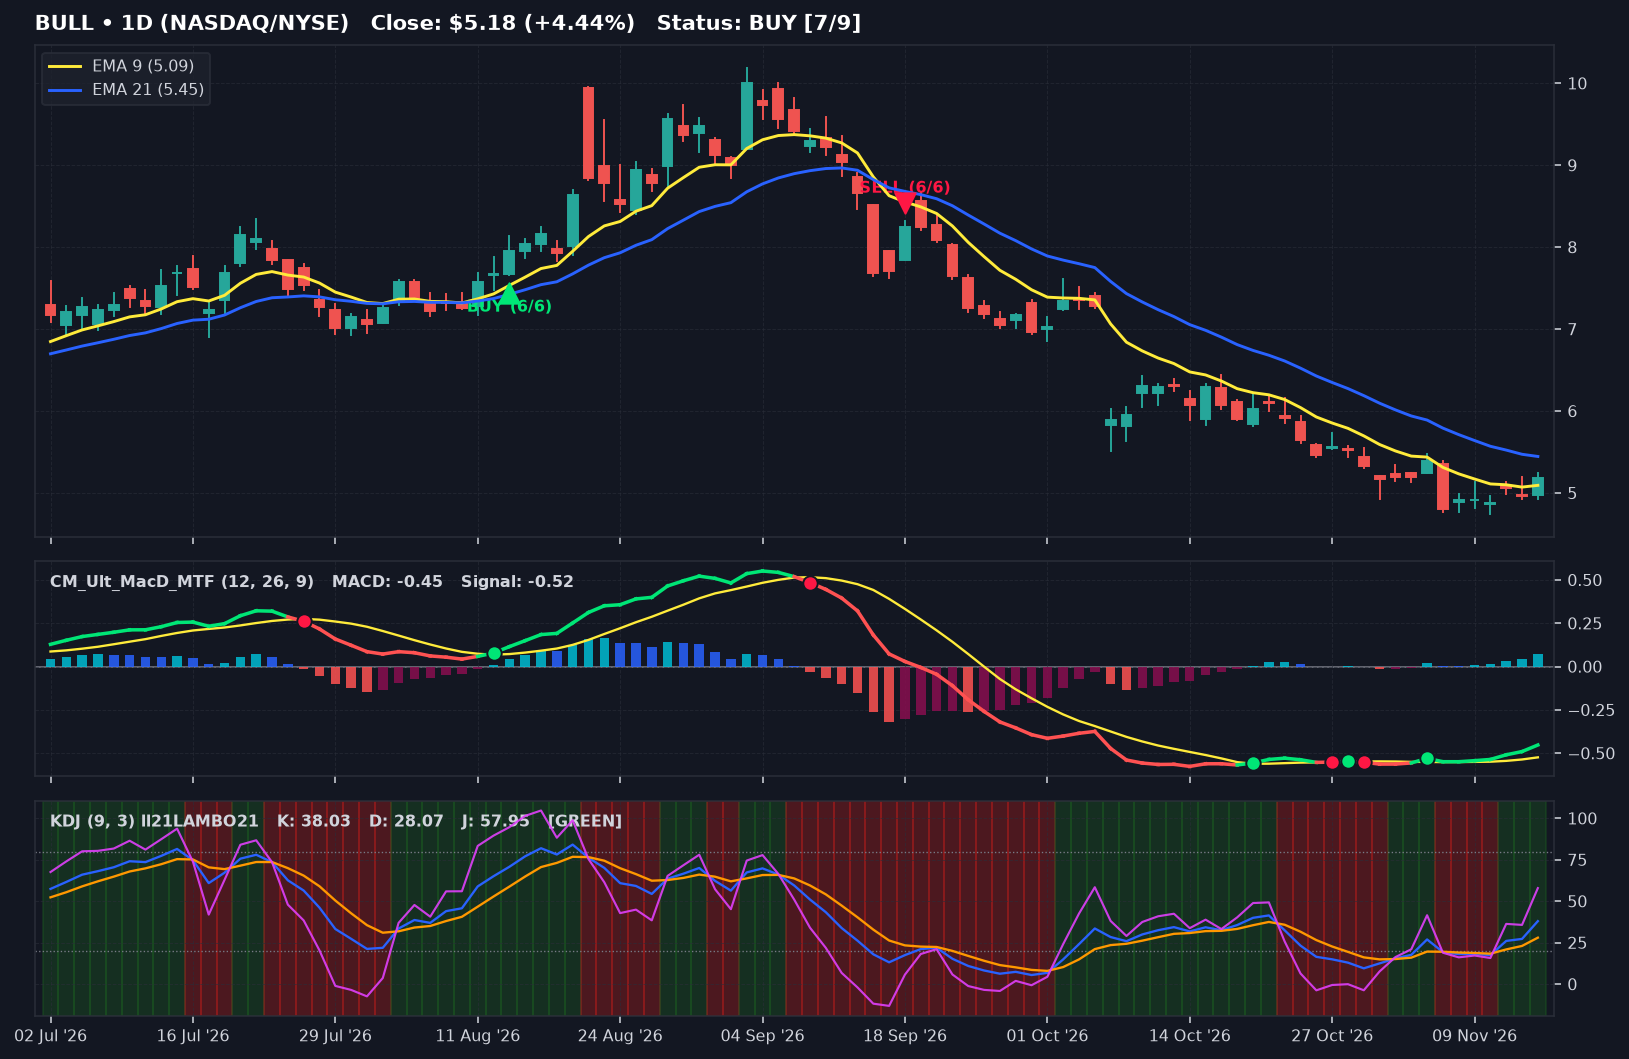 BULL • 1D (NASDAQ/NYSE)   Close: $5.18 (+4.44%)   Status: BUY [7/9]
EMA 9 (5.09)
EMA 21 (5.45)
10
9
8
7
6
5
SELL (6/6)
BUY (6/6)
CM_Ult_MacD_MTF (12, 26, 9)   MACD: -0.45   Signal: -0.52
0.50
0.25
0.00
−0.25
−0.50
KDJ (9, 3) II21LAMBO21   K: 38.03   D: 28.07   J: 57.95   [GREEN]
100
75
50
25
0
02 Jul '26
16 Jul '26
29 Jul '26
11 Aug '26
24 Aug '26
04 Sep '26
18 Sep '26
01 Oct '26
14 Oct '26
27 Oct '26
09 Nov '26